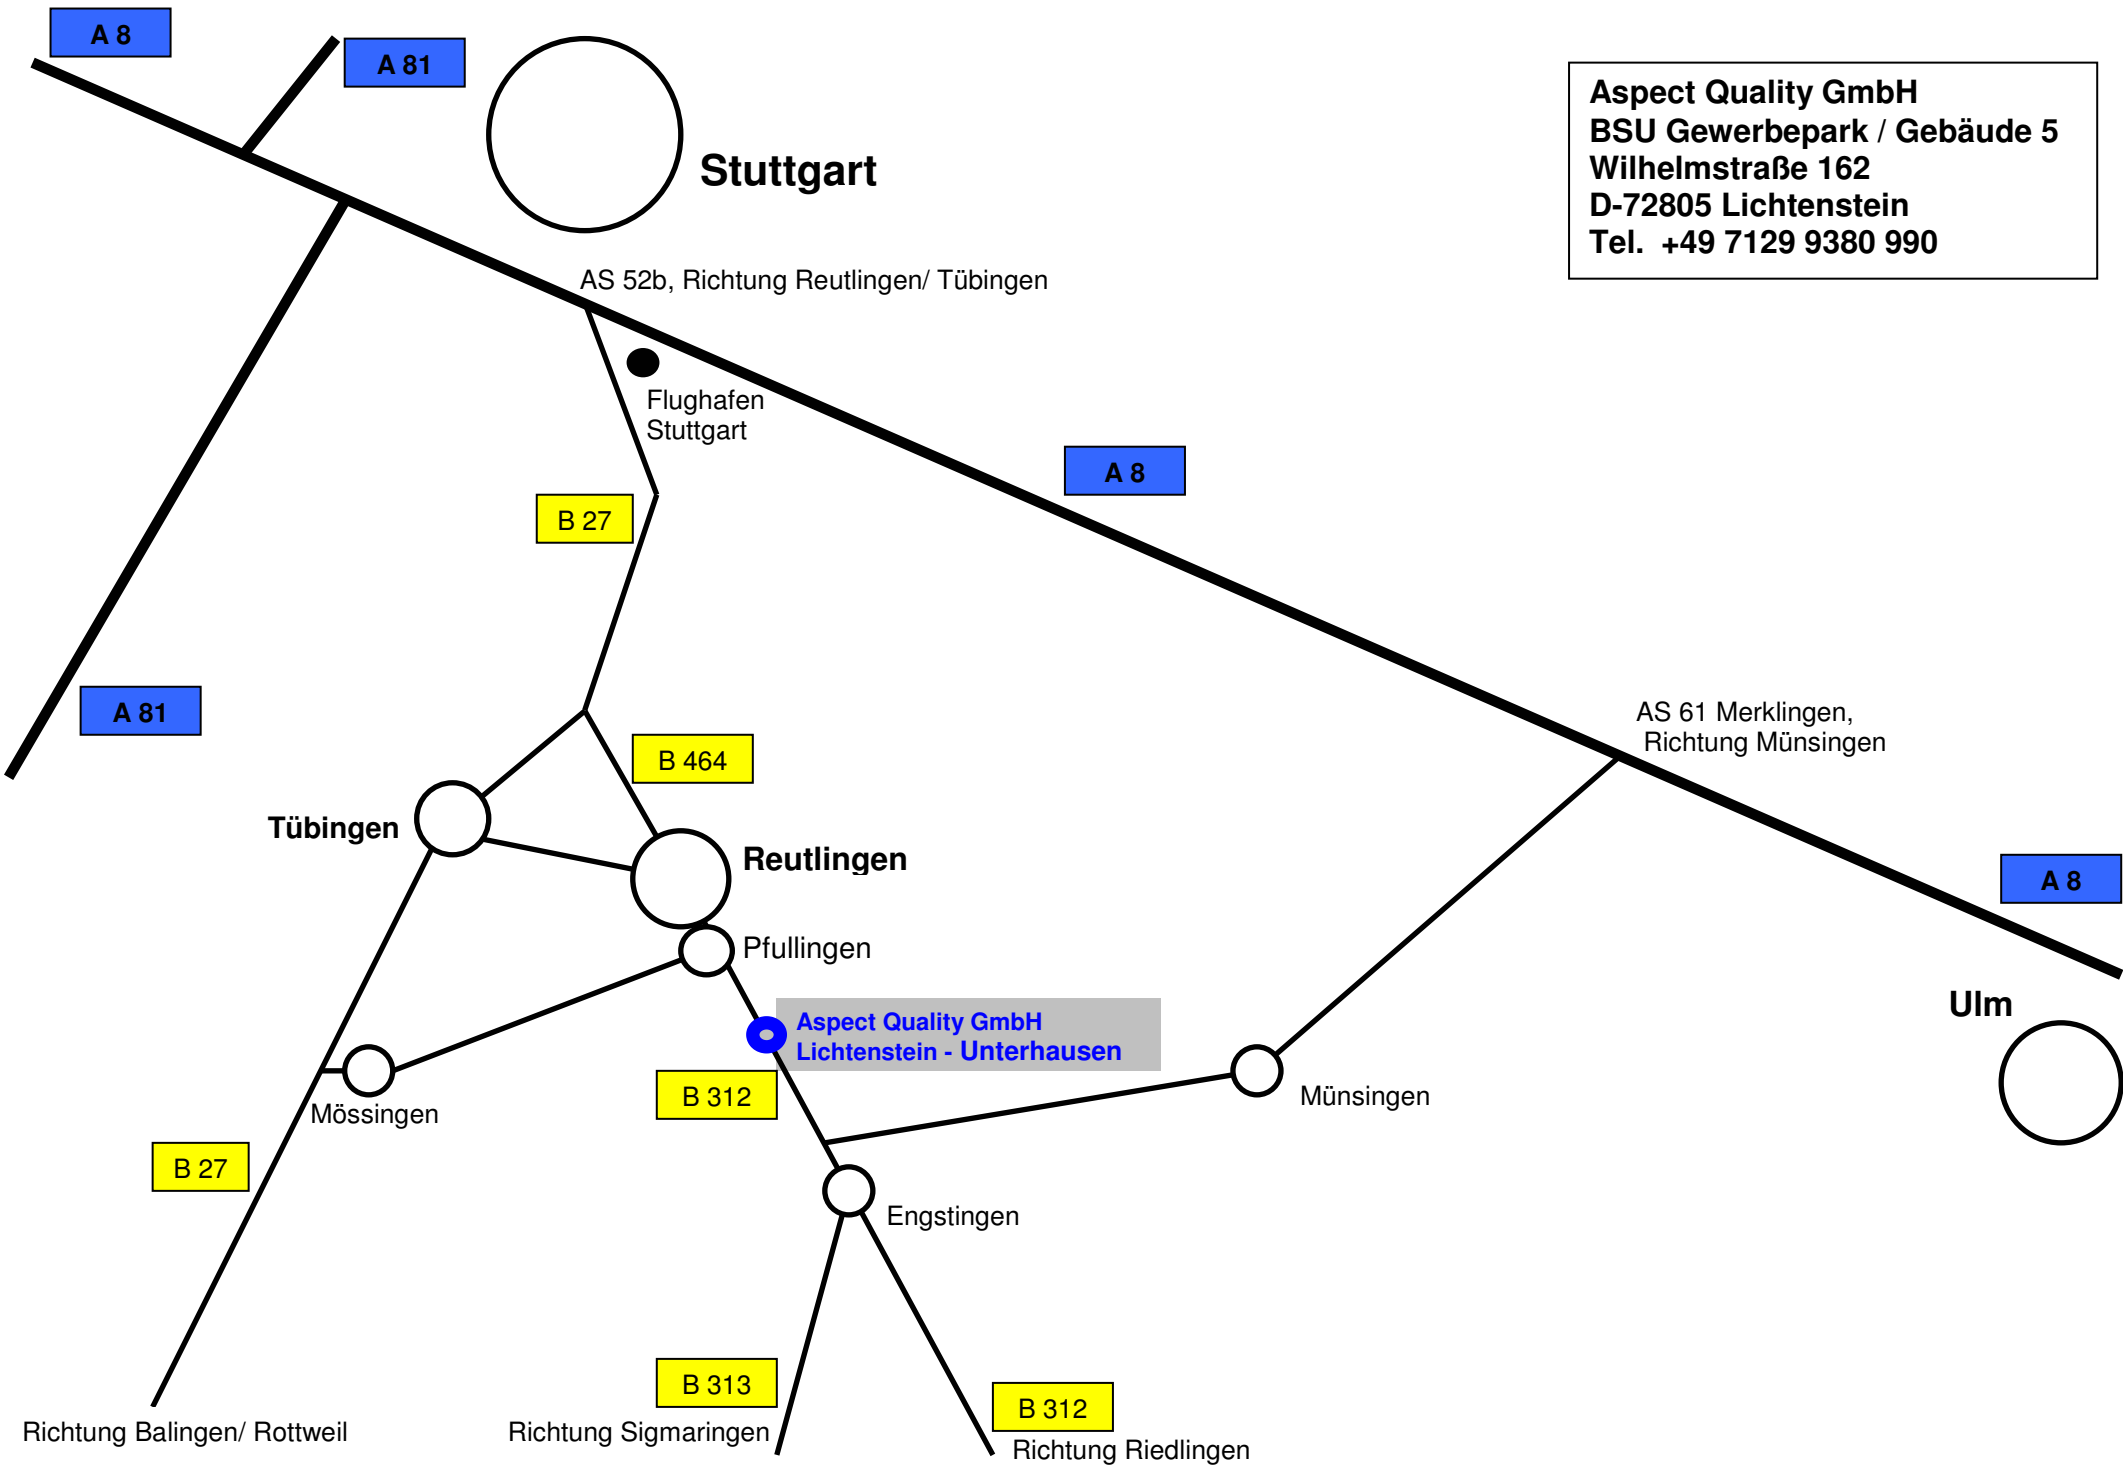 A 8
A 81
Stuttgart
Aspect Quality GmbH
BSU Gewerbepark / Gebäude 5
Wilhelmstraße 162
D-72805 Lichtenstein
Tel.  +49 7129 9380 990
AS 52b, Richtung Reutlingen/ Tübingen
Flughafen
Stuttgart
A 8
B 27
A 81
AS 61 Merklingen,
Richtung Münsingen
B 464
Tübingen
Reutlingen
A 8
Pfullingen
Ulm
Aspect Quality GmbH
Lichtenstein - Unterhausen
B 312
Münsingen
Mössingen
B 27
Engstingen
B 313
B 312
Richtung Balingen/ Rottweil
Richtung Sigmaringen
Richtung Riedlingen